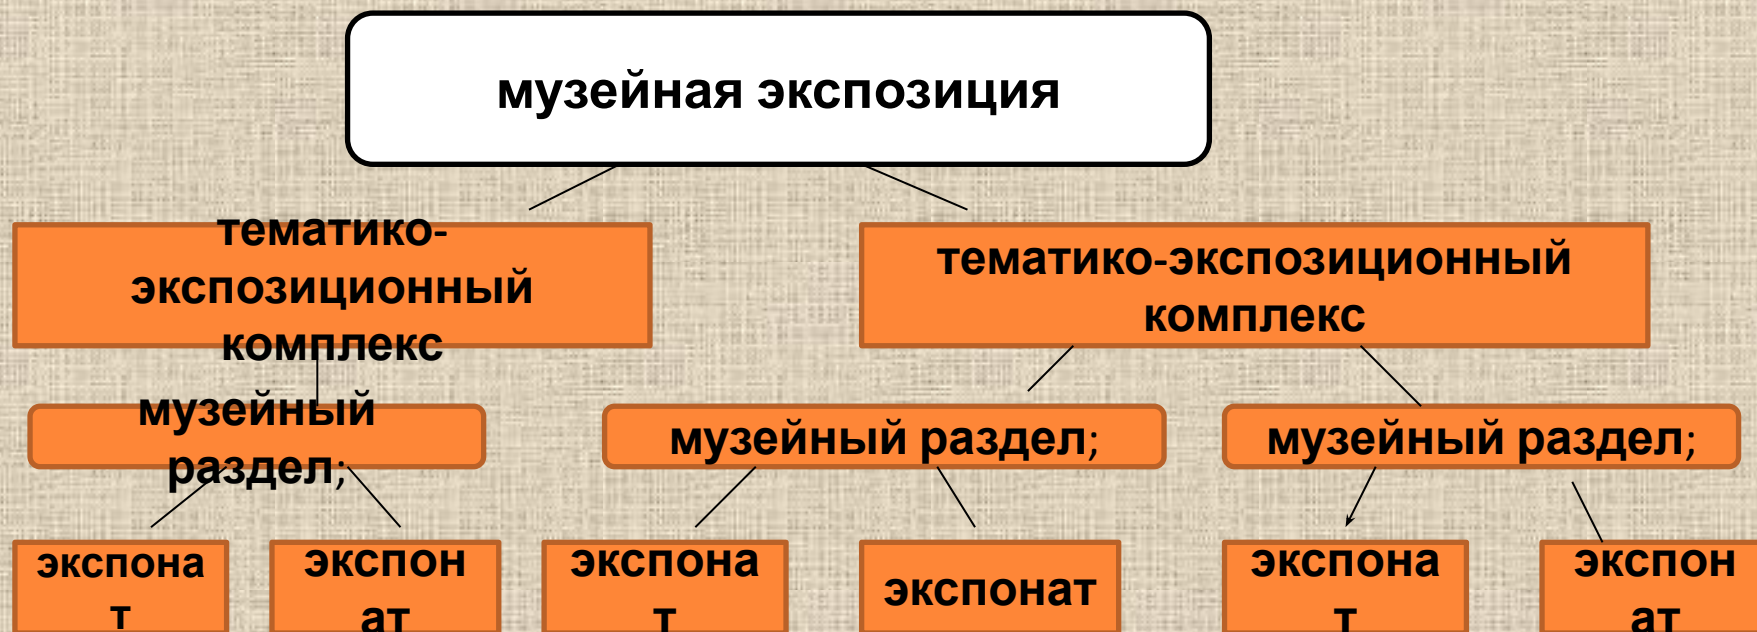 музейная экспозиция
тематико-
экспозиционный
комплекс
тематико-экспозиционный
комплекс
музейный
раздел;
музейный раздел;
музейный раздел;
экспона
т
экспон
ат
экспона
т
экспонат
экспона
т
экспон
ат